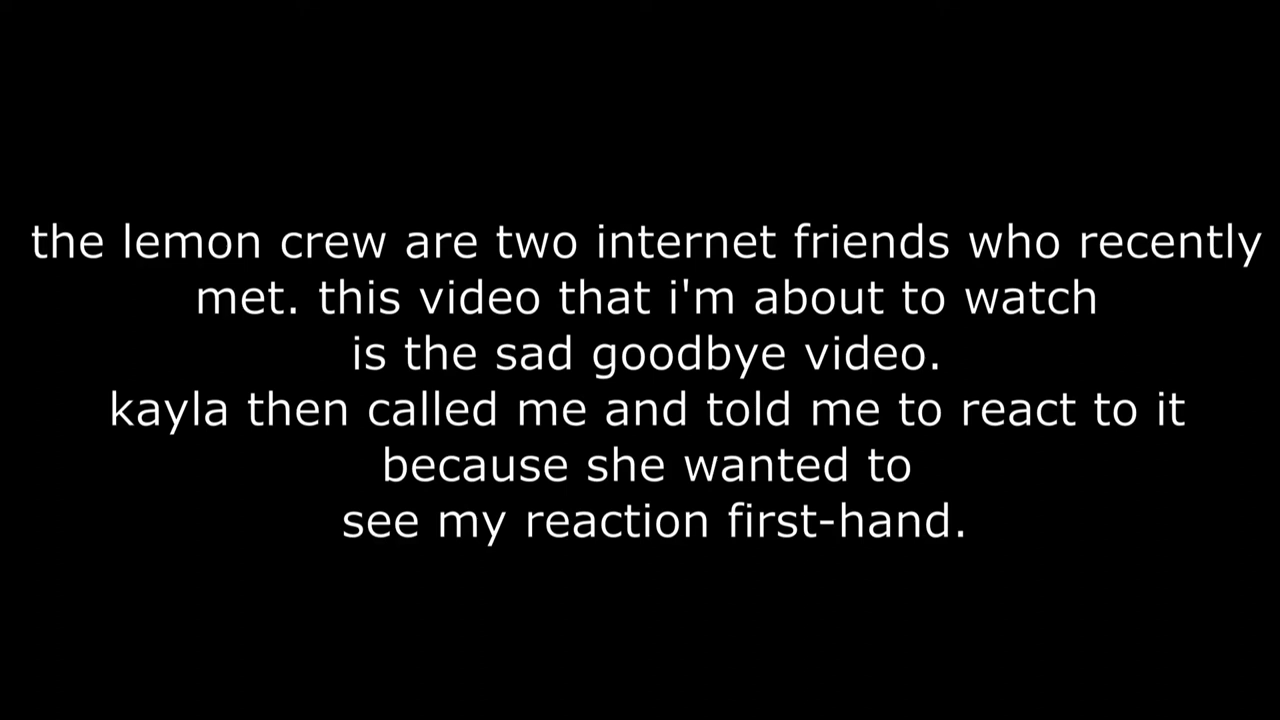 the lemon crew are two internet friends who recently
met. this video that i'm about to watch
is the sad goodbye video.
kayla then called me and told me to react to it
because she wanted to
see my reaction first-hand.